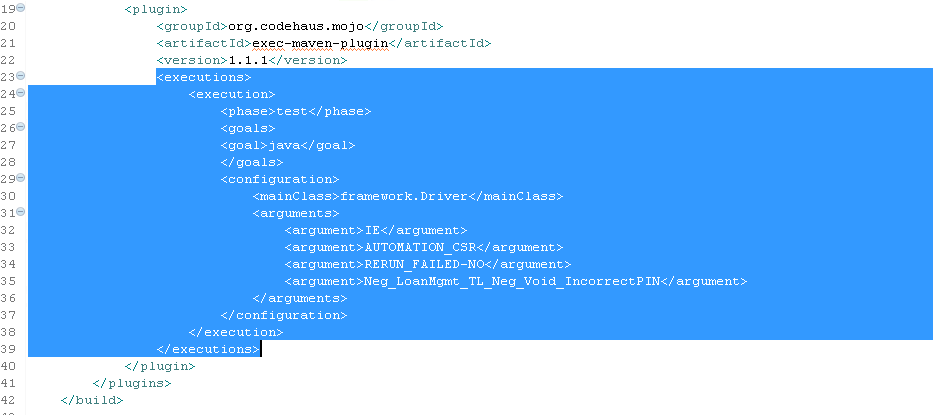 19 <plugin>
20 <groupId>org.codehaus.mojo</groupId>
21 <artifactId>exec-maven-plugin</artifactId>
22 <version>1.1.1</version>
23 <executions>
24 <execution>
25 <phase>test</phase>
26 <goals>
27 <goal>java</goal>
28 </goals>
29 <configuration>
30 <mainClass>framework.Driver</mainClass>
31 <arguments>
32 <argument>IE</argument>
33 <argument>AUTOMATION_CSR</argument>
34 <argument>RERUN_FAILED-NO</argument>
35 <argument>Neg_LoanMgmt_TL_Neg_Void_IncorrectPIN</argument>
36 </arguments>
37 </configuration>
38 </execution>
39 </executions>
40 </plugin>
41 </plugins>
42 </build>